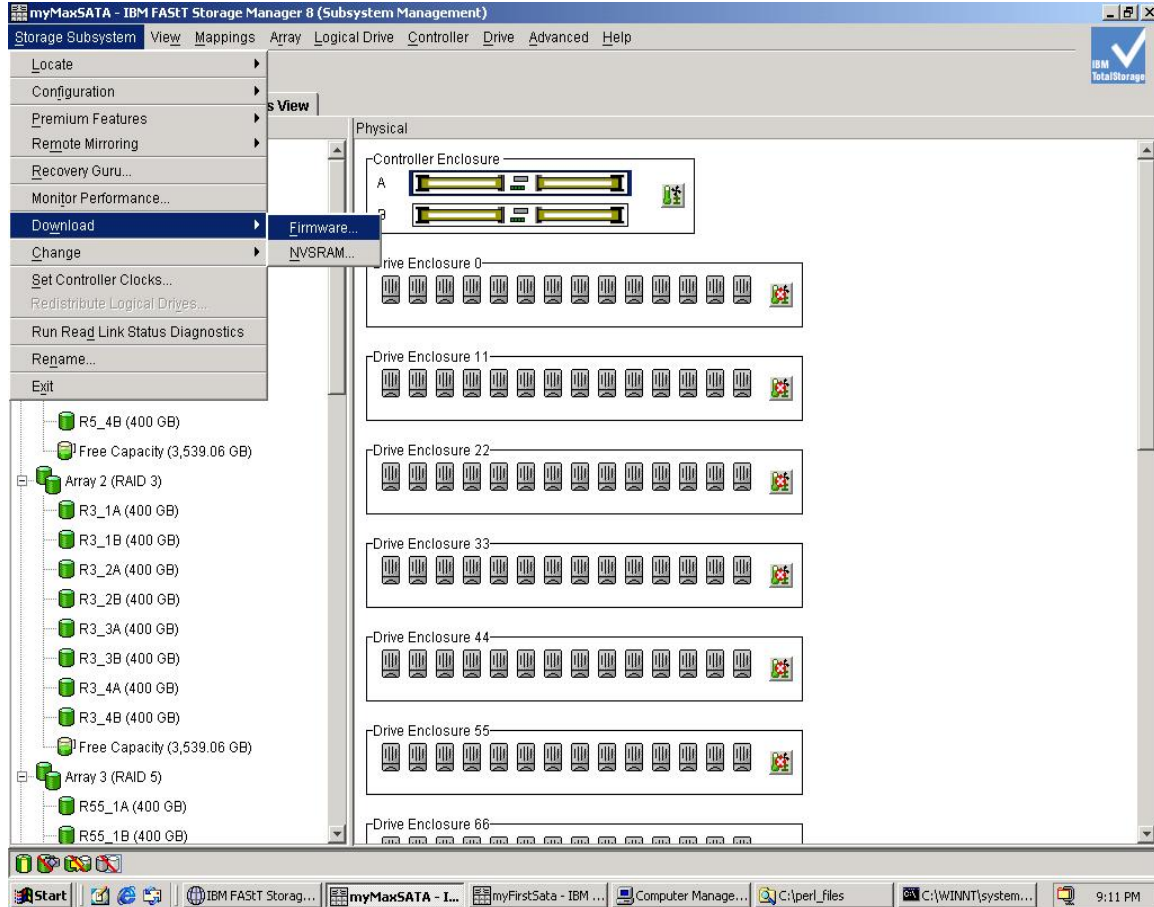 myMaxSATA - IBM FAStT Storage Manager 8 (Subsystem Management)
Storage Subsystem View Mappings Array Logical Drive Controller Drive Advanced Help
IBM
TotalStorage
Locate
Configuration
Premium Features
Remote Mirroring
Recovery Guru...
Monitor Performance...
Download
Change
Set Controller Clocks...
Redistribute Logical Drives...
Run Read Link Status Diagnostics
Rename...
Exit
Firmware...
NVSRAM...
s View
R5_4B (400 GB)
Free Capacity (3,539.06 GB)
Array 2 (RAID 3)
R3_1A (400 GB)
R3_1B (400 GB)
R3_2A (400 GB)
R3_2B (400 GB)
R3_3A (400 GB)
R3_3B (400 GB)
R3_4A (400 GB)
R3_4B (400 GB)
Free Capacity (3,539.06 GB)
Array 3 (RAID 5)
R55_1A (400 GB)
R55_1B (400 GB)
Physical
Controller Enclosure
A
B
Drive Enclosure 0
Drive Enclosure 11
Drive Enclosure 22
Drive Enclosure 33
Drive Enclosure 44
Drive Enclosure 55
Drive Enclosure 66
Start IBM FAStT Storag... myMaxSATA - I... myFirstSata - IBM ... Computer Manage... C:\perl_files C:\WINNT\system... 9:11 PM